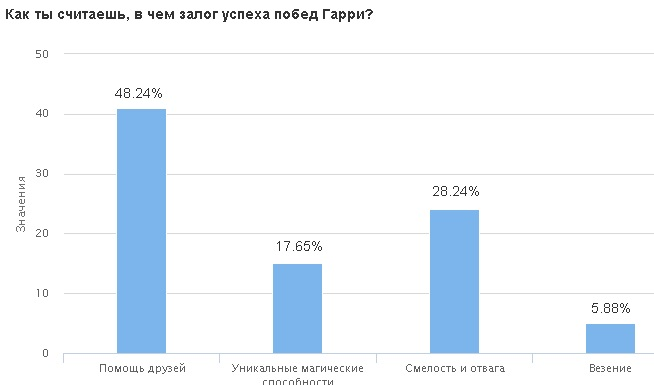 Как ты считаешь, в чем залог успеха побед Гарри?
50
48.24%
40
30
28.24%
Значения
20
17.65%
10
5.88%
0
Помощь друзей
Уникальные магические
способности
Смелость и отвага
Везение